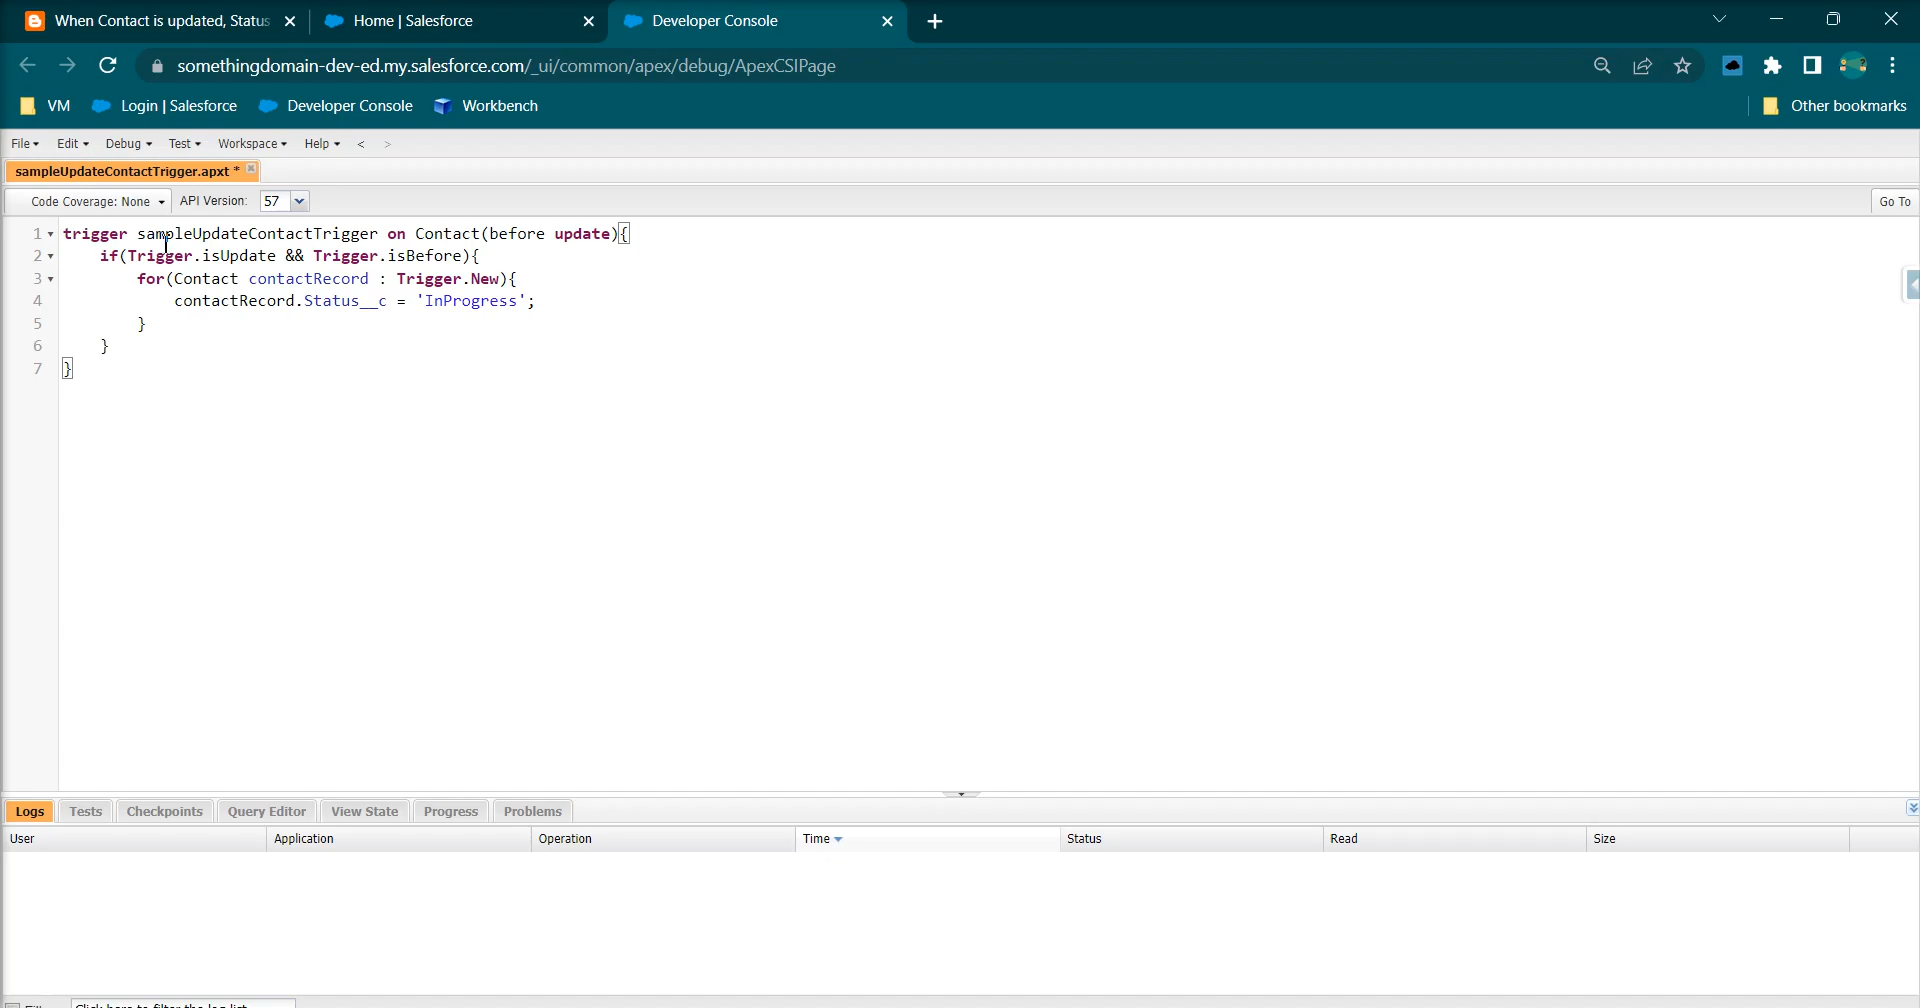 When Contact is updated, Status
Home | Salesforce
Developer Console
somethingdomain-dev-ed.my.salesforce.com/_ui/common/apex/debug/ApexCSIPage
VM
Login | Salesforce
Developer Console
Workbench
Other bookmarks
File
Edit
Debug
Test
Workspace
Help
<
>
sampleUpdateContactTrigger.apxt *
Code Coverage: None
API Version:
57
Go To
1 trigger sampleUpdateContactTrigger on Contact(before update){
2 if(Trigger.isUpdate && Trigger.isBefore){
3 for(Contact contactRecord : Trigger.New){
4 contactRecord.Status__c = 'InProgress';
5 }
6 }
7 }
Logs
Tests
Checkpoints
Query Editor
View State
Progress
Problems
User
Application
Operation
Time
Status
Read
Size
Click here to filter the log list